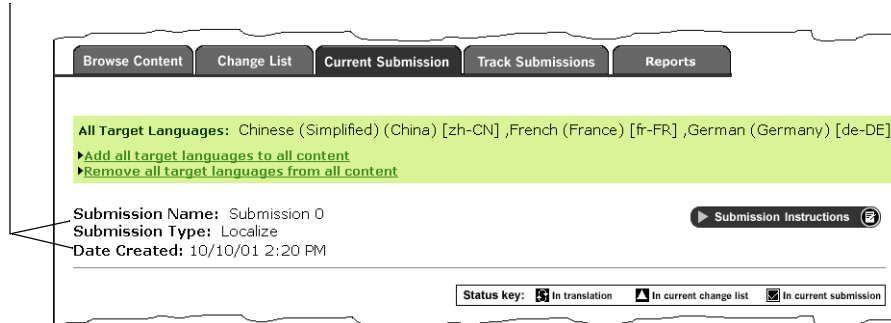 Browse Content Change List Current Submission Track Submissions Reports
All Target Languages: Chinese (Simplified) (China) [zh-CN] ,French (France) [fr-FR] ,German (Germany) [de-DE]
Add all target languages to all content
Remove all target languages from all content
Submission Name: Submission 0
Submission Instructions
Submission Type: Localize
Date Created: 10/10/01 2:20 PM
Status key: In translation In current change list In current submission